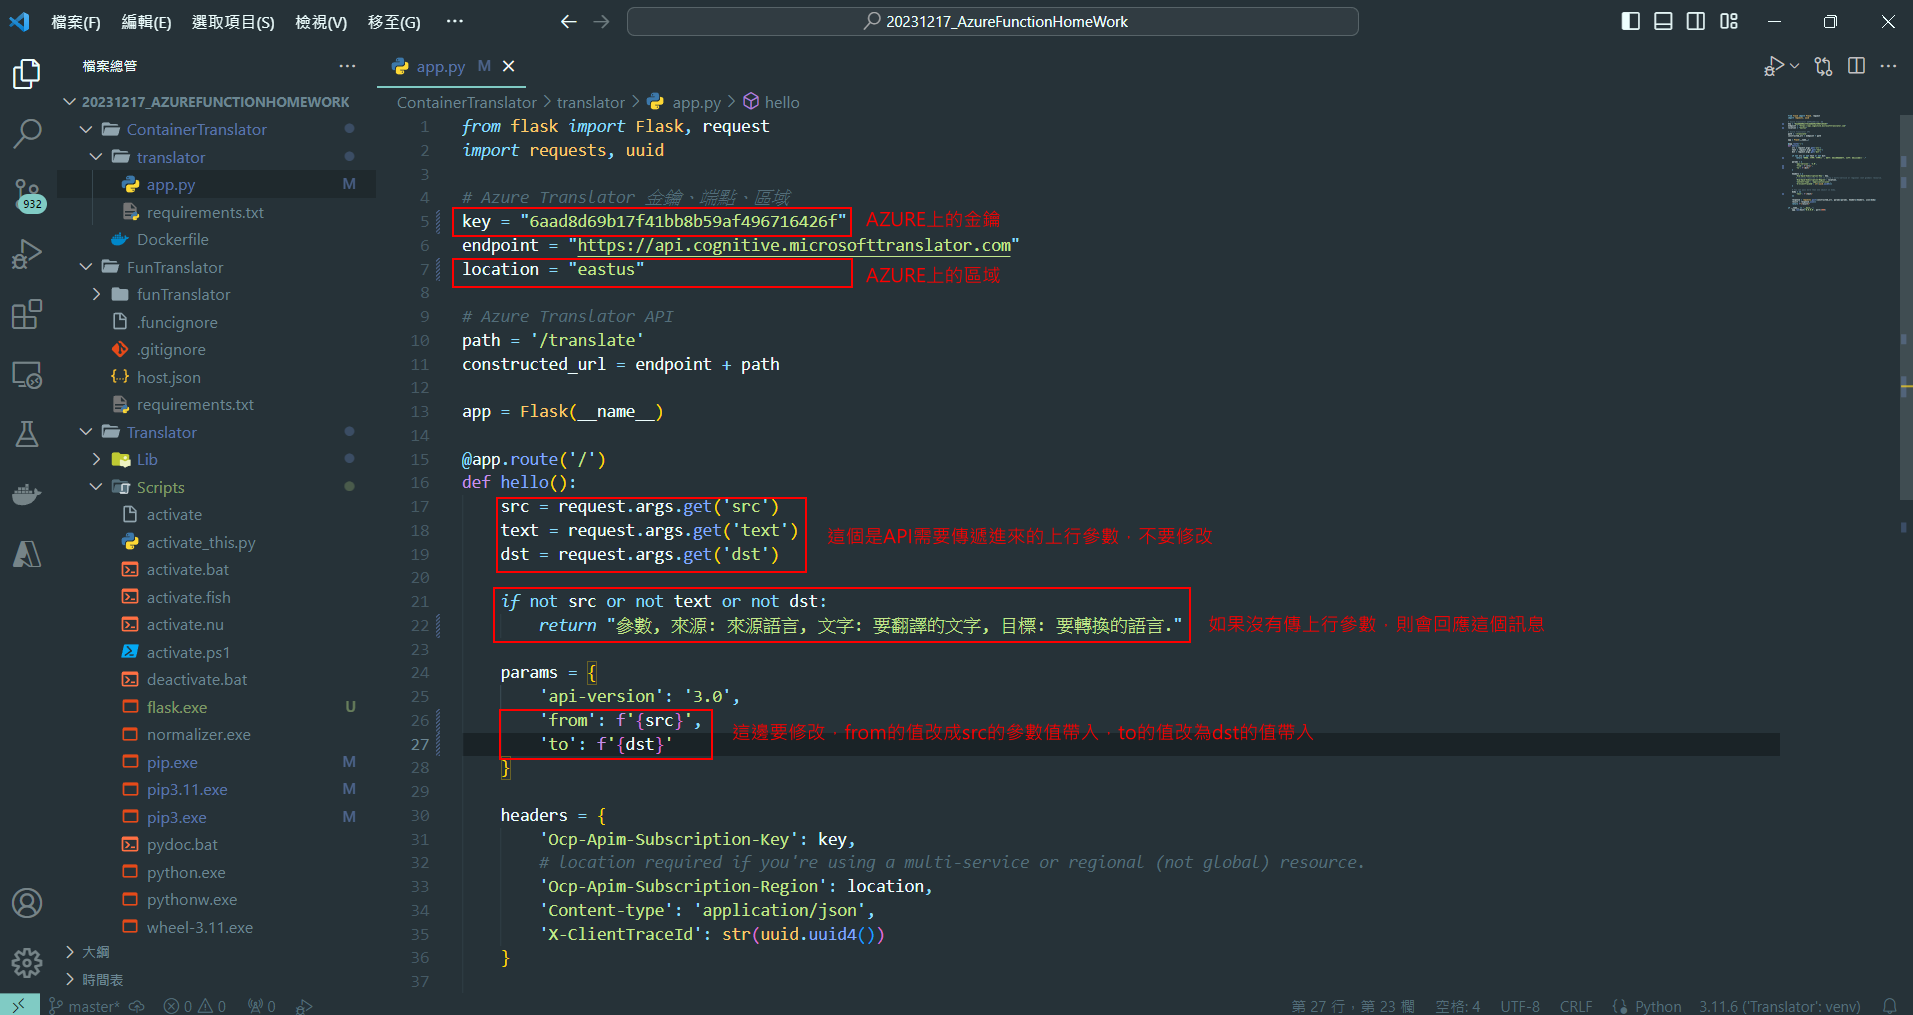 檔案(F) 編輯(E) 選取項目(S) 檢視(V) 移至(G) ··· 20231217_AzureFunctionHomeWork
檔案總管
20231217_AZUREFUNCTIONHOMEWORK
ContainerTranslator
translator
app.py M
requirements.txt
Dockerfile
FunTranslator
funTranslator
.funcignore
.gitignore
host.json
requirements.txt
Translator
Lib
Scripts
activate
activate_this.py
activate.bat
activate.fish
activate.nu
activate.ps1
deactivate.bat
flask.exe U
normalizer.exe
pip.exe M
pip3.11.exe M
pip3.exe M
pydoc.bat
python.exe
pythonw.exe
wheel-3.11.exe
大綱
時間表
932
app.py M
ContainerTranslator > translator > app.py > hello
1 from flask import Flask, request
2 import requests, uuid
3
4 # Azure Translator 金鑰、端點、區域
5 key = "6aad8d69b17f41bb8b59af496716426f" AZURE上的金鑰
6 endpoint = "https://api.cognitive.microsofttranslator.com"
7 location = "eastus" AZURE上的區域
8
9 # Azure Translator API
10 path = '/translate'
11 constructed_url = endpoint + path
12
13 app = Flask(__name__)
14
15 @app.route('/')
16 def hello():
17 src = request.args.get('src')
18 text = request.args.get('text') 這個是API需要傳遞進來的上行參數，不要修改
19 dst = request.args.get('dst')
20
21 if not src or not text or not dst:
22 return "參數, 來源: 來源語言, 文字: 要翻譯的文字, 目標: 要轉換的語言." 如果沒有傳上行參數，則會回應這個訊息
23
24 params = {
25 'api-version': '3.0',
26 'from': f'{src}', 這邊要修改，from的值改成src的參數值帶入，to的值改為dst的值帶入
27 'to': f'{dst}'
28 }
29
30 headers = {
31 'Ocp-Apim-Subscription-Key': key,
32 # location required if you're using a multi-service or regional (not global) resource.
33 'Ocp-Apim-Subscription-Region': location,
34 'Content-type': 'application/json',
35 'X-ClientTraceId': str(uuid.uuid4())
36 }
37
master* 0 0 0 第 27 行，第 23 欄 空格: 4 UTF-8 CRLF Python 3.11.6 ('Translator': venv)